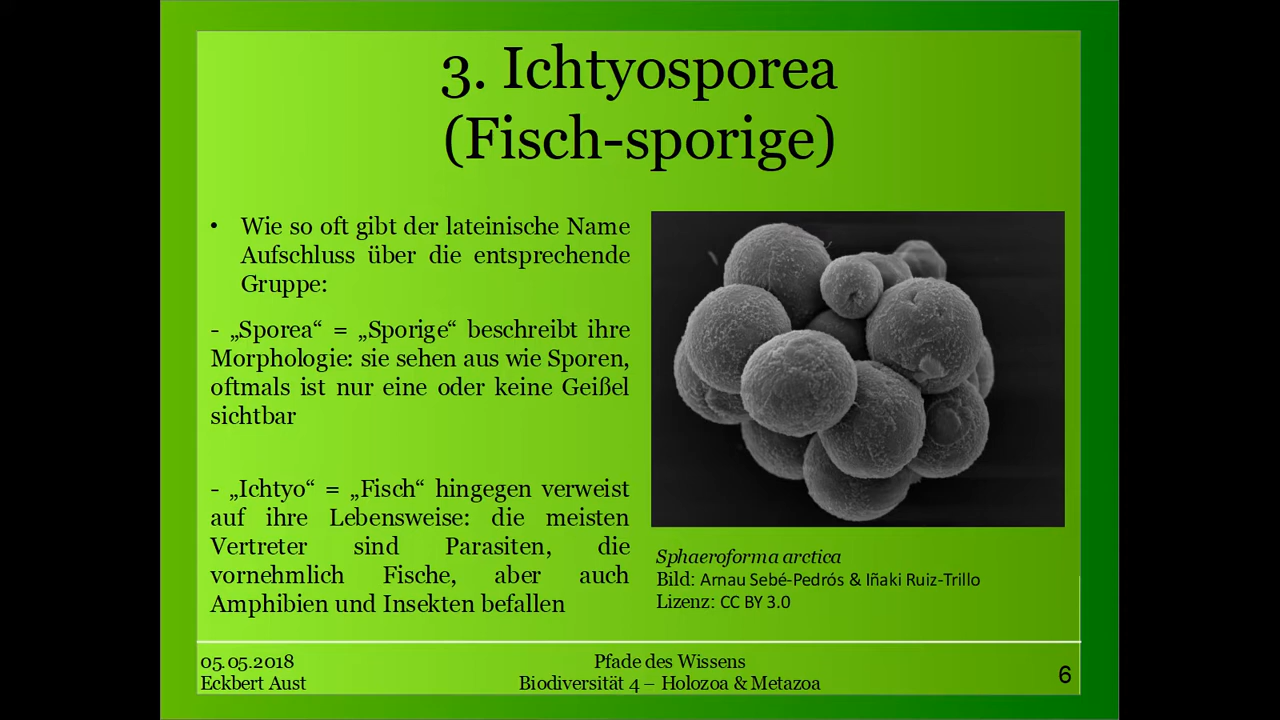 3. Ichtyosporea
(Fisch-sporige)
• Wie so oft gibt der lateinische Name
Aufschluss über die entsprechende
Gruppe:
- „Sporea“ = „Sporige“ beschreibt ihre
Morphologie: sie sehen aus wie Sporen,
oftmals ist nur eine oder keine Geißel
sichtbar
- „Ichtyo“ = „Fisch“ hingegen verweist
auf ihre Lebensweise: die meisten
Vertreter sind Parasiten, die
vornehmlich Fische, aber auch
Amphibien und Insekten befallen
Sphaeroforma arctica
Bild: Arnau Sebé-Pedrós & Iñaki Ruiz-Trillo
Lizenz: CC BY 3.0
05.05.2018
Eckbert Aust
Pfade des Wissens
Biodiversität 4 – Holozoa & Metazoa
6